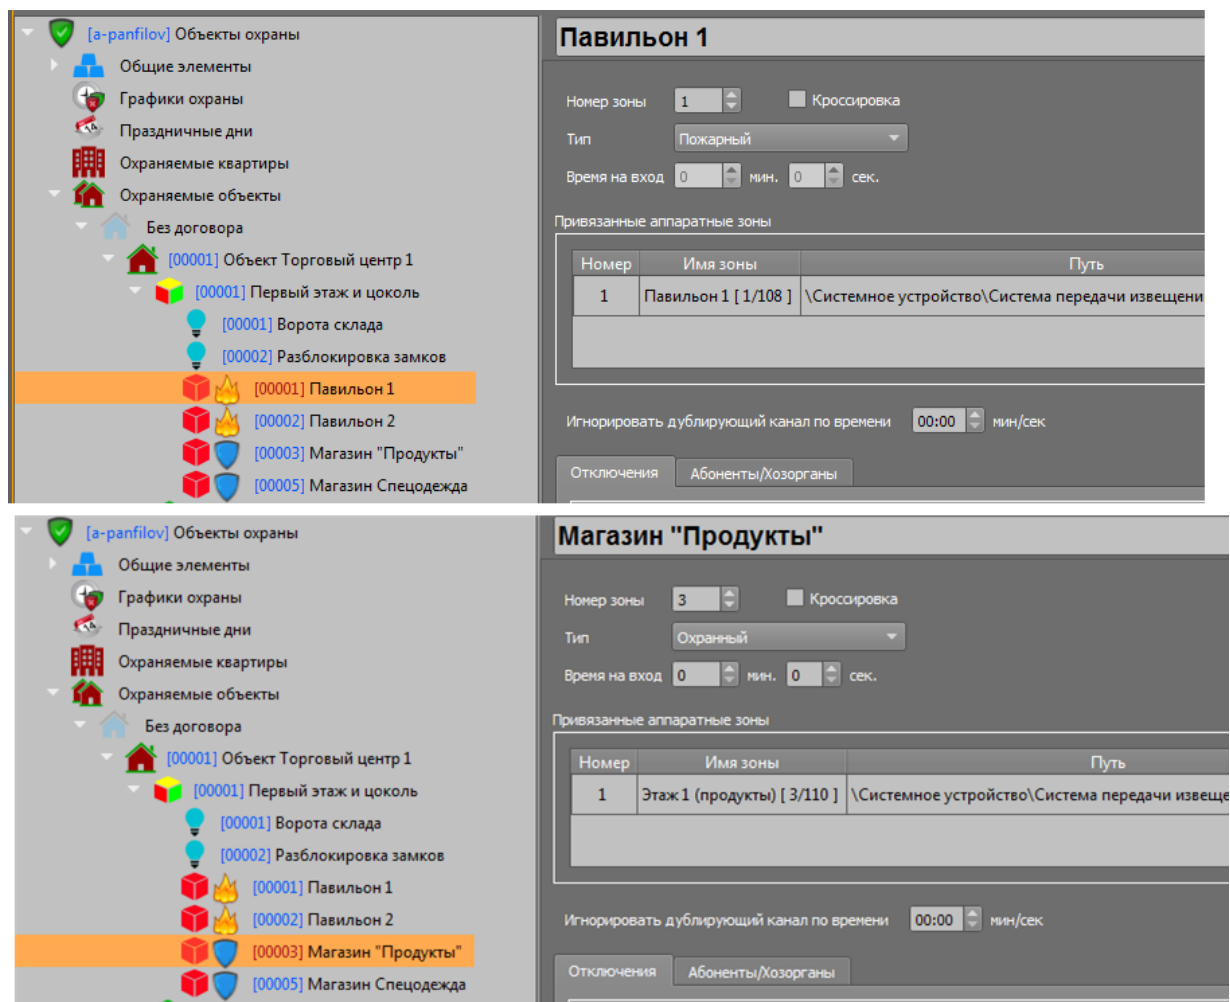 [a-panfilov] Объекты охраны
Общие элементы
Графики охраны
Праздничные дни
Охраняемые квартиры
Охраняемые объекты
Без договора
[00001] Объект Торговый центр 1
[00001] Первый этаж и цоколь
[00001] Ворота склада
[00002] Разблокировка замков
[00001] Павильон 1
[00002] Павильон 2
[00003] Магазин "Продукты"
[00005] Магазин Спецодежда
Павильон 1
Номер зоны 1 Кроссировка
Тип Пожарный
Время на вход 0 мин. 0 сек.
Привязанные аппаратные зоны
Номер Имя зоны Путь
1 Павильон 1 [ 1/108 ] \Системное устройство\Система передачи извещени
Игнорировать дублирующий канал по времени 00:00 мин/сек
Отключения Абоненты/Хозорганы
[a-panfilov] Объекты охраны
Общие элементы
Графики охраны
Праздничные дни
Охраняемые квартиры
Охраняемые объекты
Без договора
[00001] Объект Торговый центр 1
[00001] Первый этаж и цоколь
[00001] Ворота склада
[00002] Разблокировка замков
[00001] Павильон 1
[00002] Павильон 2
[00003] Магазин "Продукты"
[00005] Магазин Спецодежда
Магазин "Продукты"
Номер зоны 3 Кроссировка
Тип Охранный
Время на вход 0 мин. 0 сек.
Привязанные аппаратные зоны
Номер Имя зоны Путь
1 Этаж 1 (продукты) [ 3/110 ] \Системное устройство\Система передачи извеще
Игнорировать дублирующий канал по времени 00:00 мин/сек
Отключения Абоненты/Хозорганы